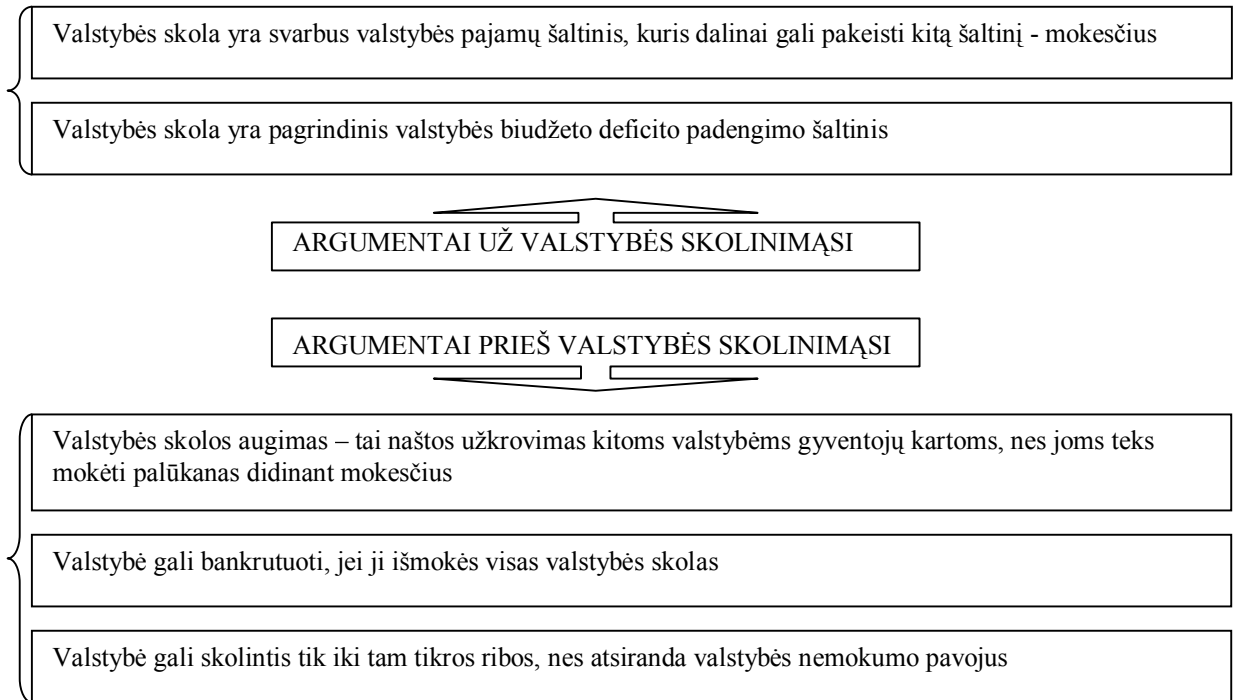 Valstybės skola yra svarbus valstybės pajamų šaltinis, kuris dalinai gali pakeisti kitą šaltinį - mokesčius
Valstybės skola yra pagrindinis valstybės biudžeto deficito padengimo šaltinis
ARGUMENTAI UŽ VALSTYBĖS SKOLINIMĄSI
ARGUMENTAI PRIEŠ VALSTYBĖS SKOLINIMĄSI
Valstybės skolos augimas – tai naštos užkrovimas kitoms valstybėms gyventojų kartoms, nes joms teks
mokėti palūkanas didinant mokesčius
Valstybė gali bankrutuoti, jei ji išmokės visas valstybės skolas
Valstybė gali skolintis tik iki tam tikros ribos, nes atsiranda valstybės nemokumo pavojus